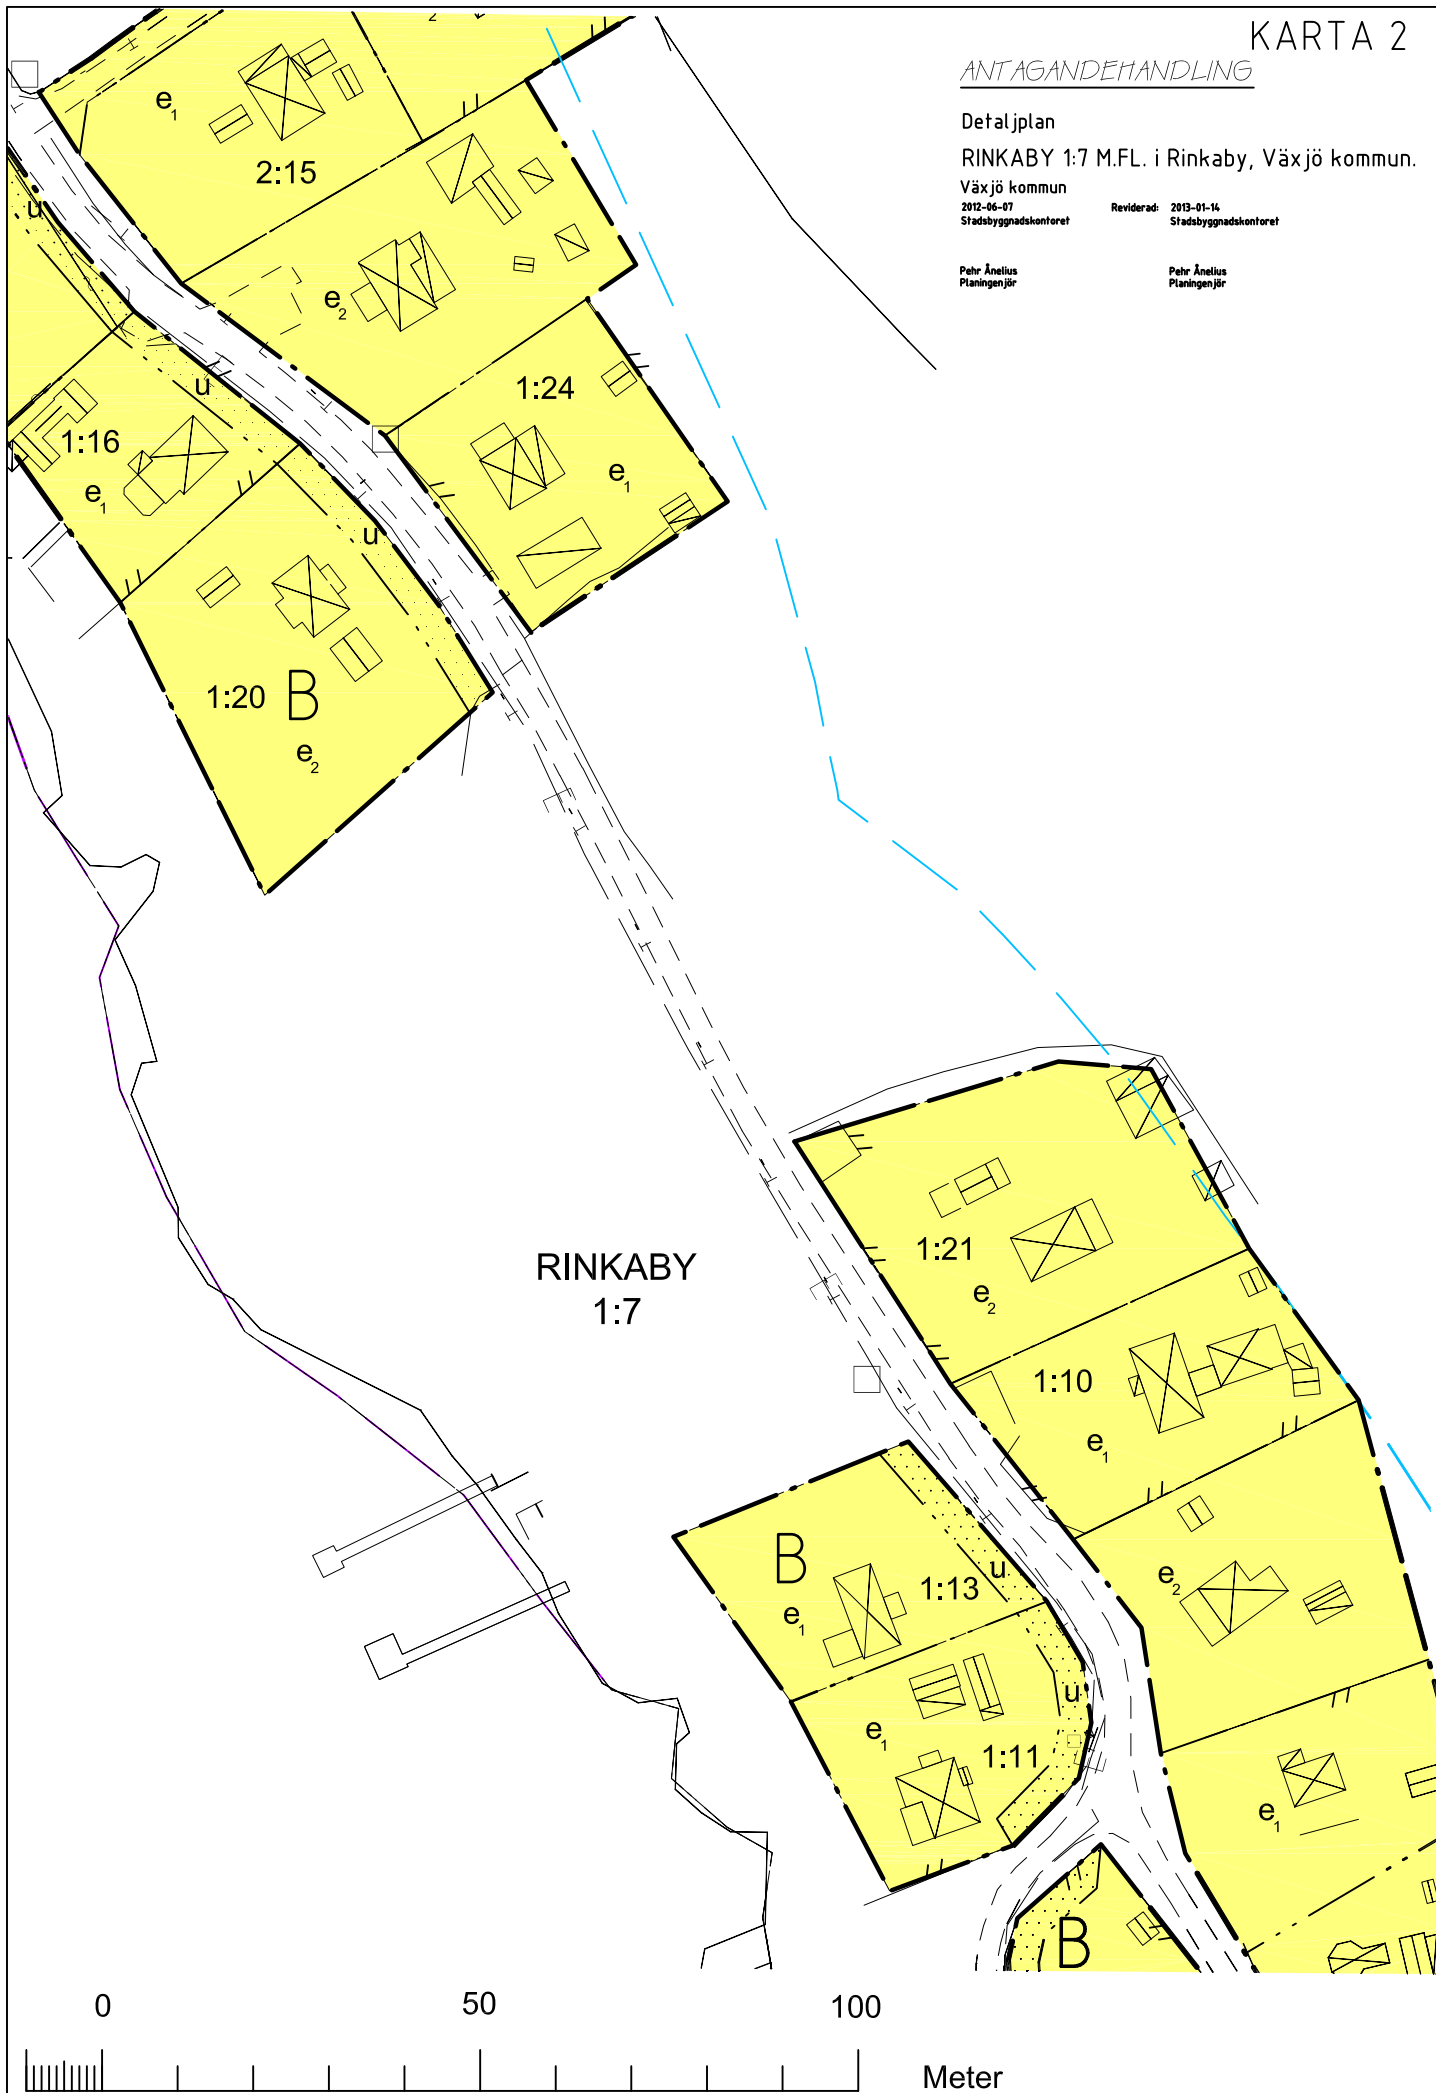 KARTA 2
ANTAGANDEHANDLING
Detaljplan
RINKABY 1:7 M.FL. i Rinkaby, Växjö kommun.
Växjö kommun
2012-06-07 Reviderad: 2013-01-14
Stadsbyggnadskontoret Stadsbyggnadskontoret
Pehr Ånelius Pehr Ånelius
Planingenjör Planingenjör
2
e1
2:15
u
e2
1:24
u
1:16
e1
e1
u
1:20 B
e2
1:21
RINKABY
1:7
e2
1:10
e1
B
e2
u
1:13
e1
u
e1
1:11
e1
B
0 50 100
Meter